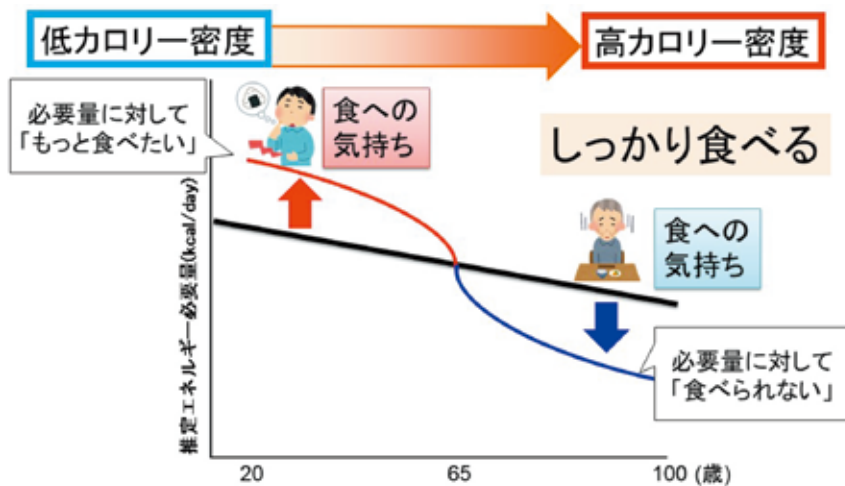 低カロリー密度
高カロリー密度
必要量に対して
「もっと食べたい」
食への
気持ち
しっかり食べる
食への
気持ち
必要量に対して
「食べられない」
推定エネルギー必要量(kcal/day)
20
65
100 (歳)